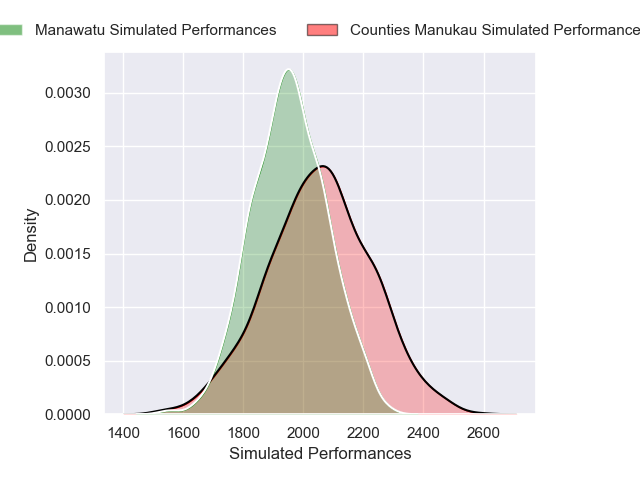 Manawatu Simulated Performances
Counties Manukau Simulated Performance
0.0030
0.0025
0.0020
0.0015
0.0010
0.0005
0.0000
Density
1400 1600 1800 2000 2200 2400 2600
Simulated Performances